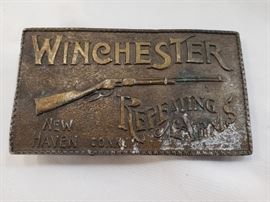 WINCHESTER
REPEATING
ARMS
NEW
HAVEN CONN